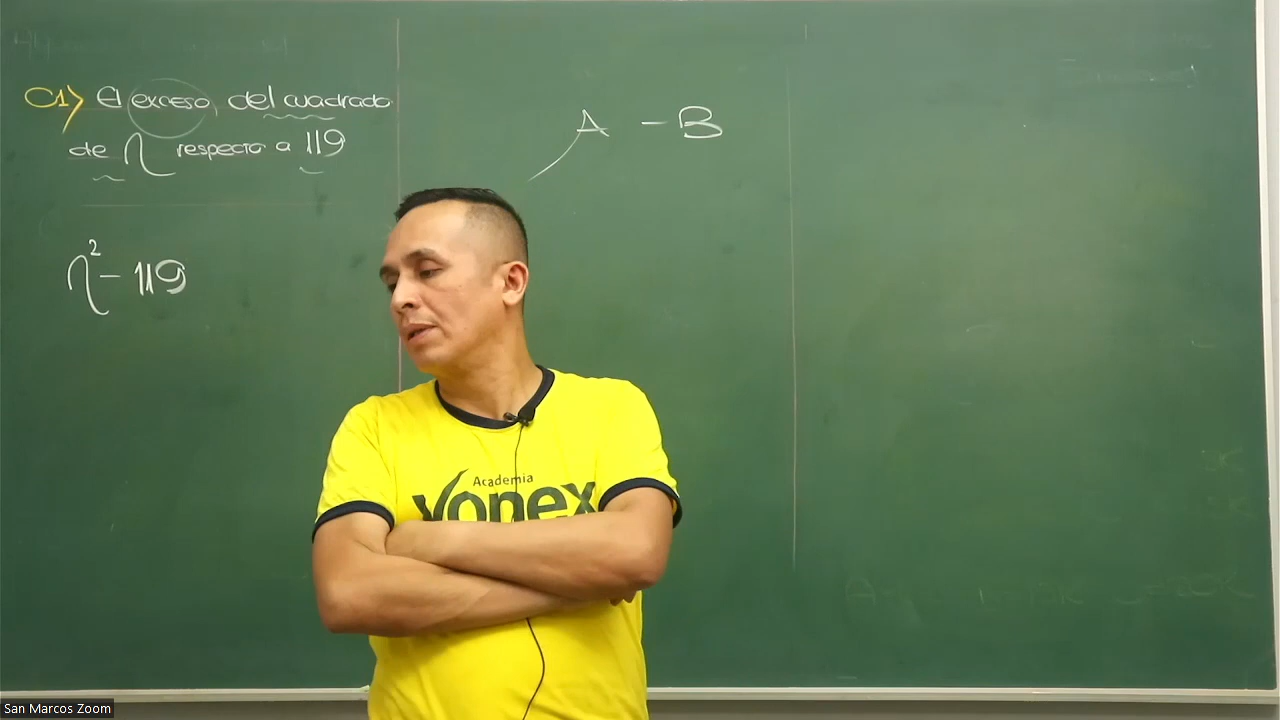 01> El exceso del cuadrado
de n respecto a 119
n² - 119
A - B
Academia
Vonex
San Marcos Zoom